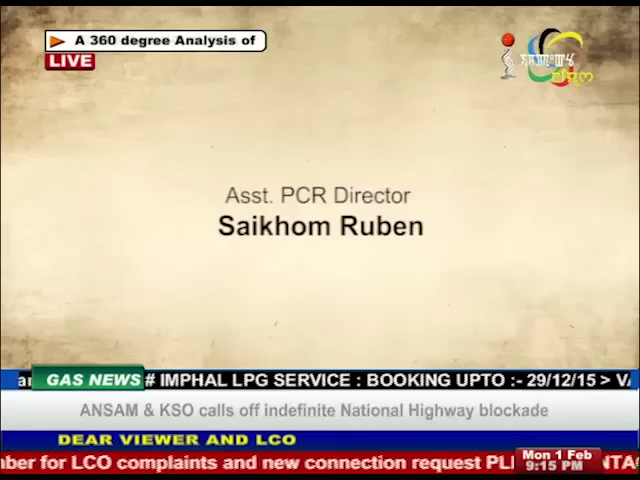 A 360 degree Analysis of
LIVE
Asst. PCR Director
Saikhom Ruben
GAS NEWS
# IMPHAL LPG SERVICE : BOOKING UPTO :- 29/12/15 >
ANSAM & KSO calls off indefinite National Highway blockade
DEAR VIEWER AND LCO
for LCO complaints and new connection request
Mon 1 Feb
9:15 PM